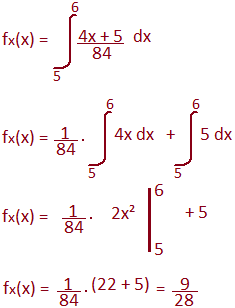 fx(x) = ∫₅⁶ 4x + 5 / 84 dx
fx(x) = 1/84 . ∫₅⁶ 4x dx + ∫₅⁶ 5 dx
fx(x) = 1/84 . 2x² |₅⁶ + 5
fx(x) = 1/84 . (22 + 5) = 9/28